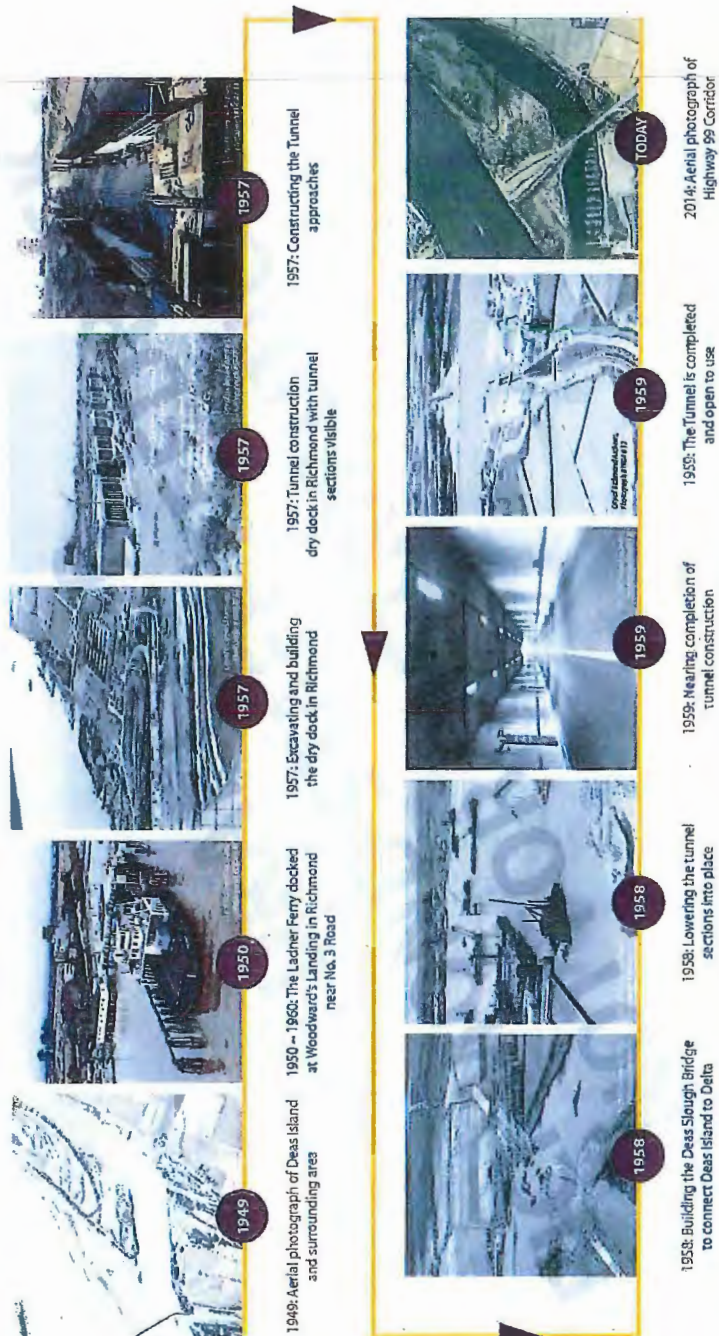 1949
1949: Aerial photograph of Deas Island
and surrounding area
1950
1950 – 1960: The Ladner Ferry docked
at Woodward's Landing in Richmond
near No. 3 Road
1957
1957: Excavating and building
the dry dock in Richmond
1957
1957: Tunnel construction
dry dock in Richmond with tunnel
sections visible
1957
1957: Constructing the Tunnel
approaches
1958
1958: Building the Deas Slough Bridge
to connect Deas Island to Delta
1958
1958: Lowering the tunnel
sections into place
1959
1959: Nearing completion of
tunnel construction
1959
1959: The Tunnel is completed
and open to use
TODAY
2014: Aerial photograph of
Highway 99 Corridor